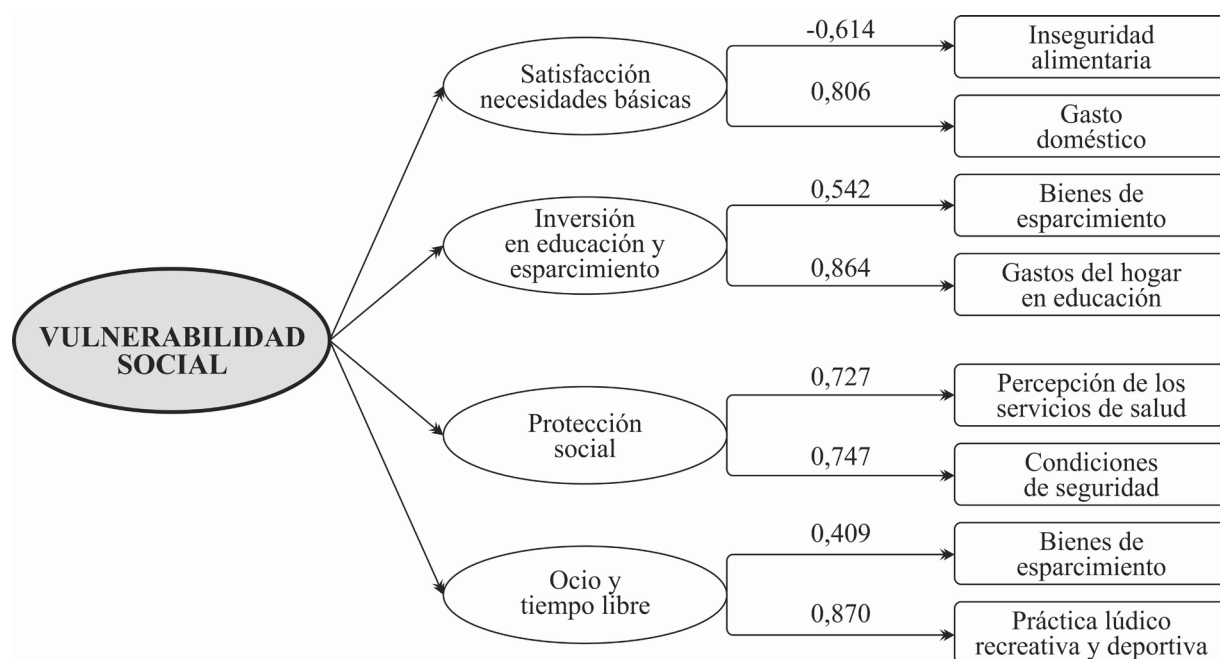 VULNERABILIDAD
SOCIAL
Satisfacción
necesidades básicas
-0,614
Inseguridad
alimentaria
0,806
Gasto
doméstico
Inversión
en educación y
esparcimiento
0,542
Bienes de
esparcimiento
0,864
Gastos del hogar
en educación
Protección
social
0,727
Percepción de los
servicios de salud
0,747
Condiciones
de seguridad
Ocio y
tiempo libre
0,409
Bienes de
esparcimiento
0,870
Práctica lúdico
recreativa y deportiva